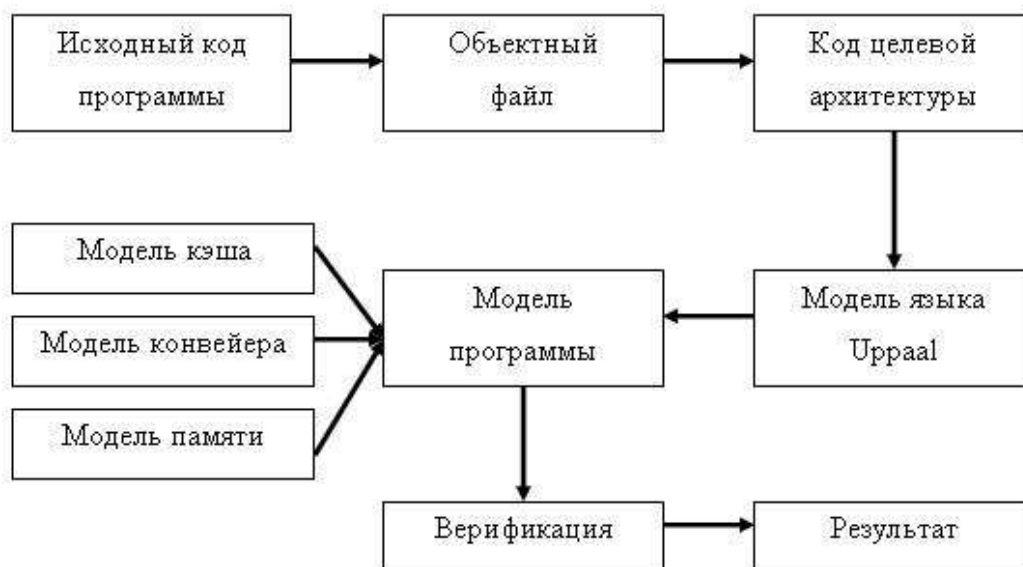 Исходный код
программы
Объектный
файл
Код целевой
архитектуры
Модель кэша
Модель конвейера
Модель памяти
Модель
программы
Модель языка
Uppaal
Верификация
Результат